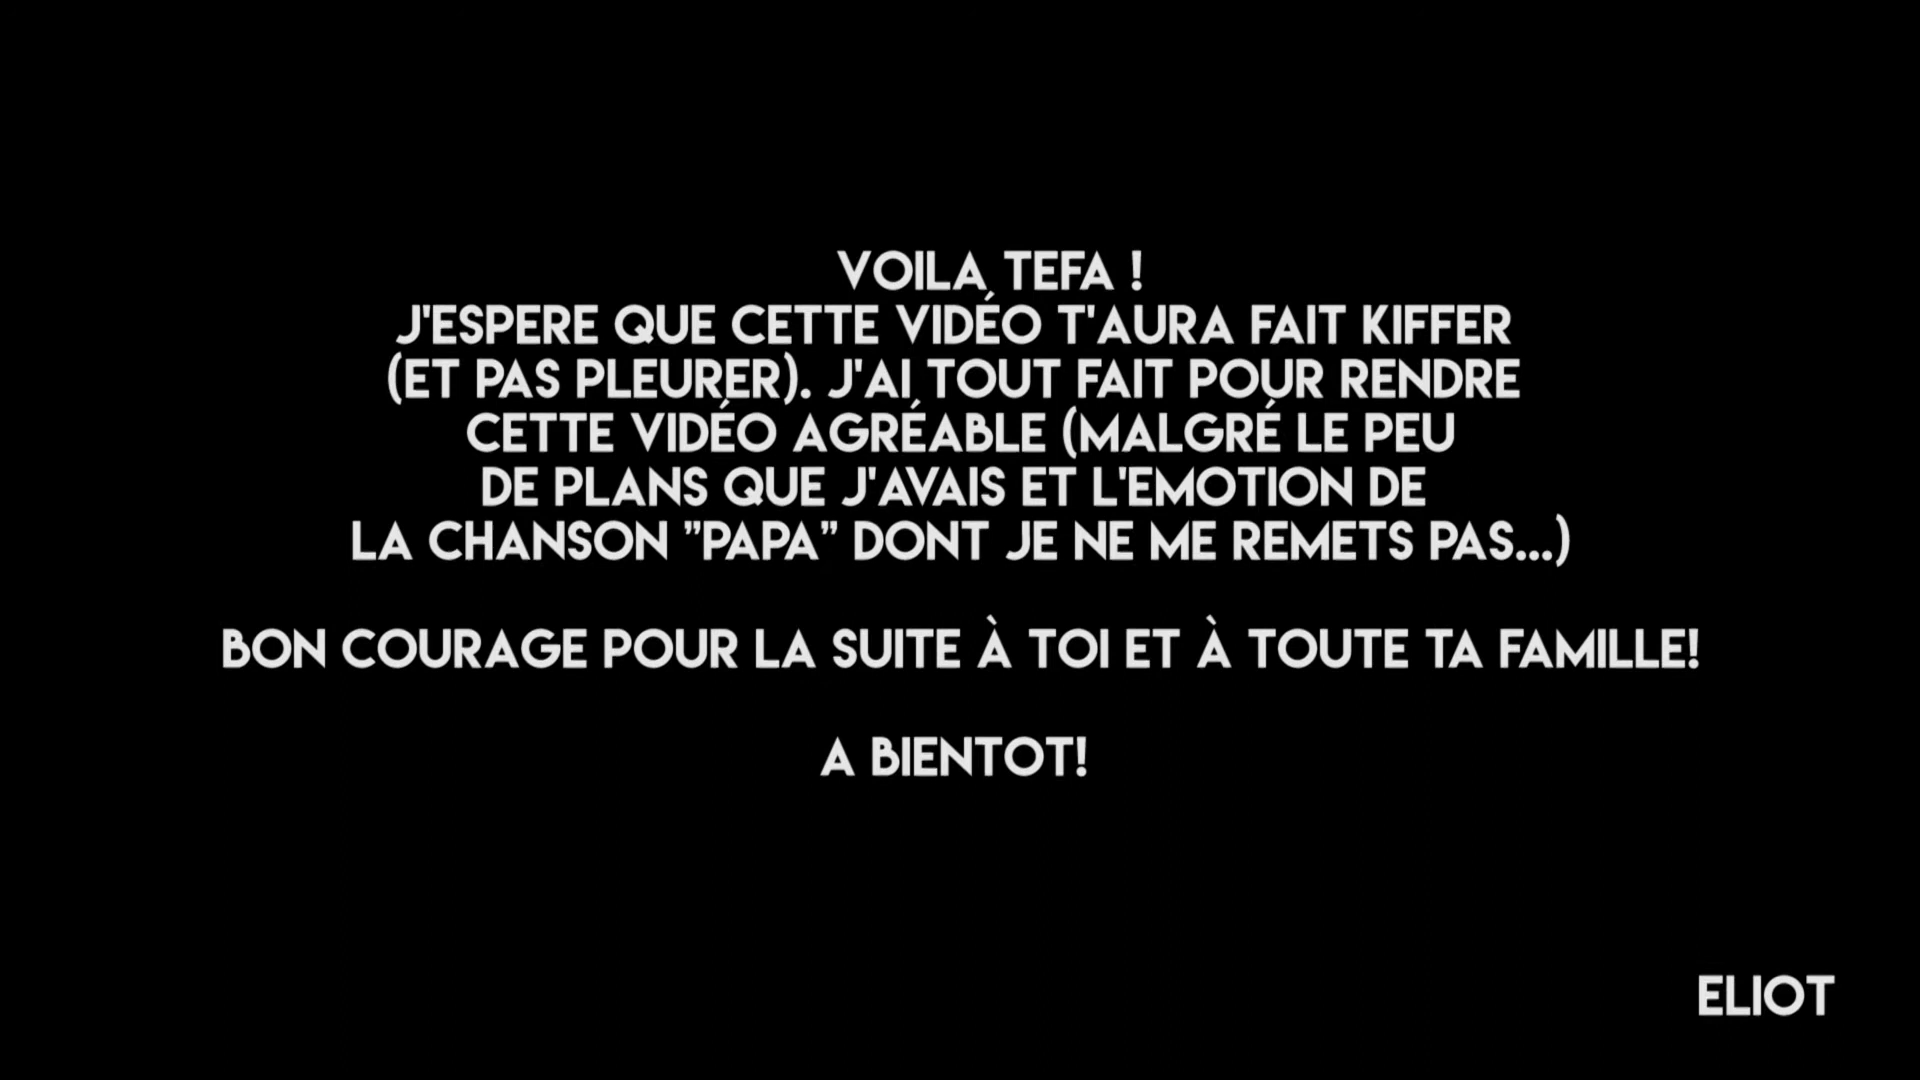 VOILA TEFA !
J'ESPERE QUE CETTE VIDÉO T'AURA FAIT KIFFER
(ET PAS PLEURER). J'AI TOUT FAIT POUR RENDRE
CETTE VIDÉO AGRÉABLE (MALGRÉ LE PEU
DE PLANS QUE J'AVAIS ET L'EMOTION DE
LA CHANSON "PAPA" DONT JE NE ME REMETS PAS...)
BON COURAGE POUR LA SUITE À TOI ET À TOUTE TA FAMILLE!
A BIENTOT!
ELIOT